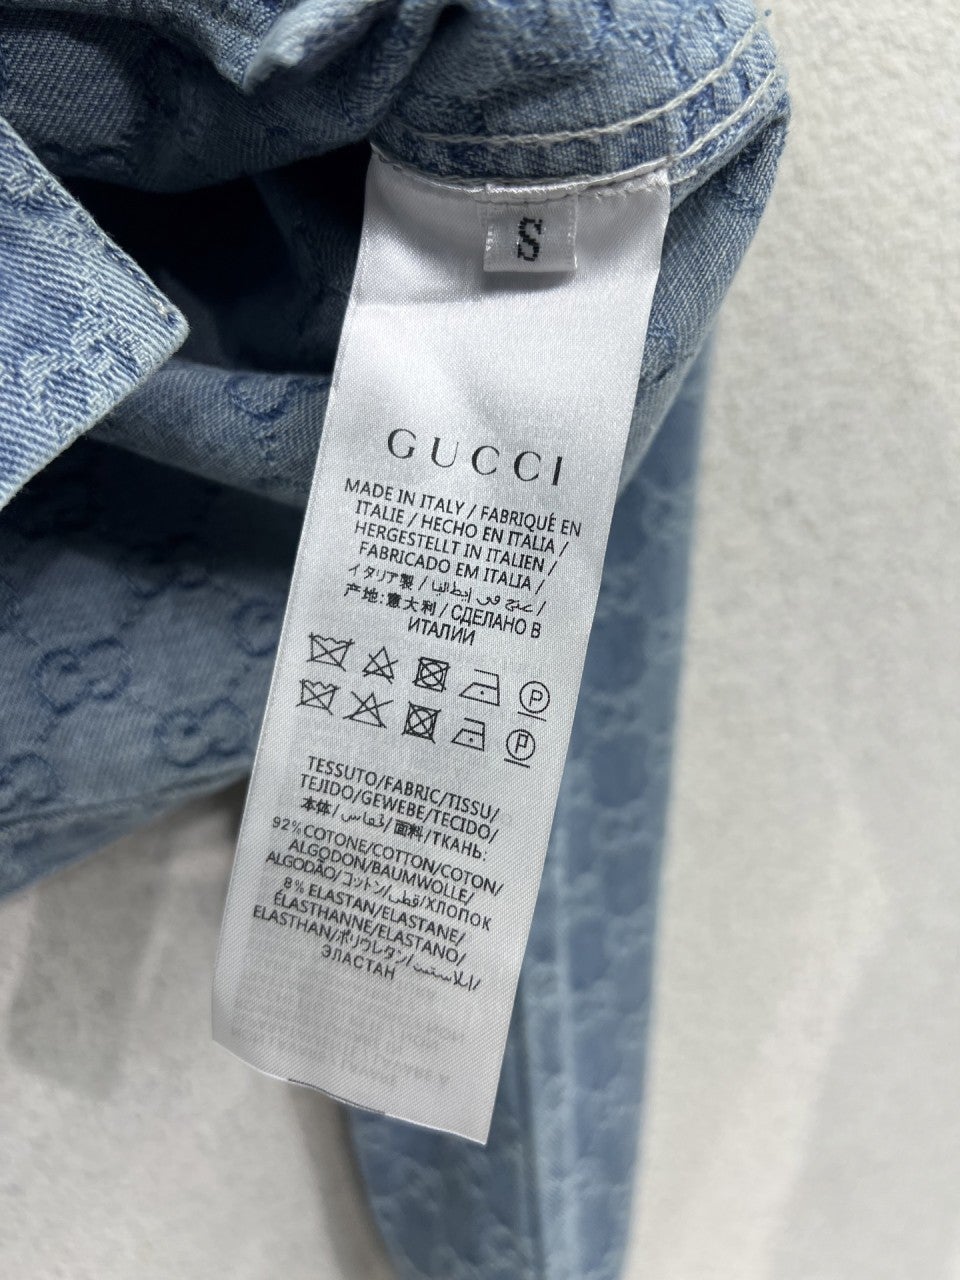 S
GUCCI
MADE IN ITALY / FABRIQUÉ EN
ITALIE / HECHO EN ITALIA /
HERGESTELLT IN ITALIEN /
FABRICADO EM ITALIA /
イタリア製 / صنع في إيطاليا /
产地:意大利 / СДЕЛАНО В
ИТАЛИИ
P
P
TESSUTO/FABRIC/TISSU/
TEJIDO/GEWEBE/TECIDO/
本体/قماس/面料/ТКАНЬ:
92% COTONE/COTTON/COTON/
ALGODON/BAUMWOLLE/
ALGODÃO/コットン/قطن/ХЛОПОК
8% ELASTAN/ELASTANE/
ÉLASTHANNE/ELASTANO/
ELASTHAN/ポリウレタン/
ЭЛАСТАН